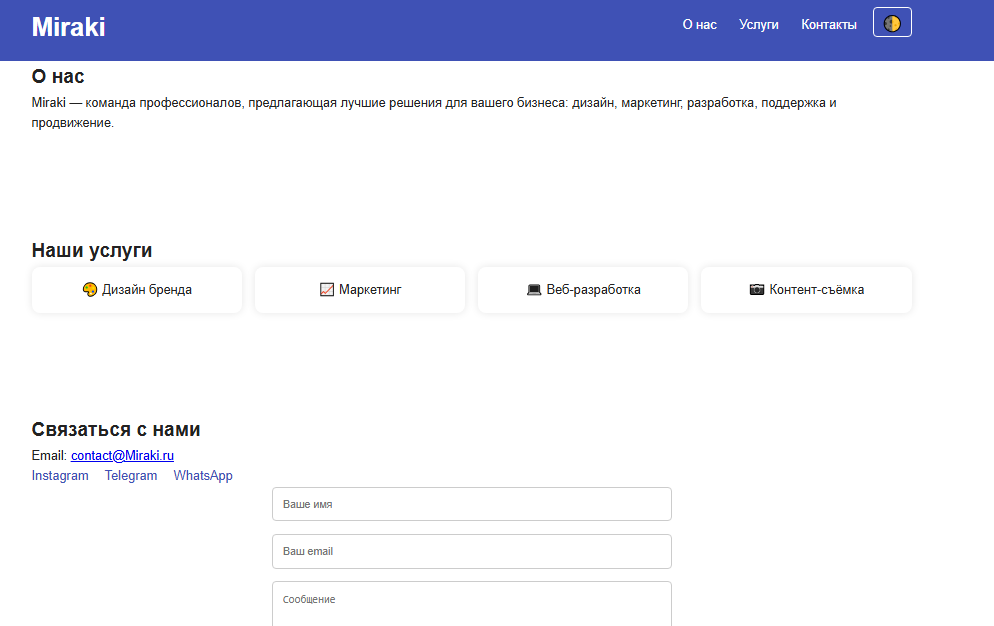 Miraki
О нас Услуги Контакты
О нас
Miraki — команда профессионалов, предлагающая лучшие решения для вашего бизнеса: дизайн, маркетинг, разработка, поддержка и
продвижение.
Наши услуги
Дизайн бренда Маркетинг Веб-разработка Контент-съёмка
Связаться с нами
Email: contact@Miraki.ru
Instagram Telegram WhatsApp
Ваше имя
Ваш email
Сообщение